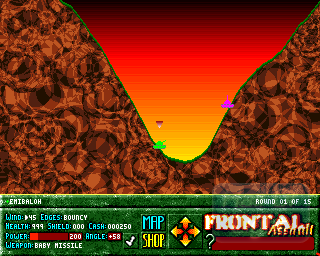 -EMIBALOH ROUND 01 OF 15
WIND:▶45 EDGES:BOUNCY
HEALTH:999 SHIELD:000 CASH:000250
POWER: 200 ANGLE:+58
WEAPON:BABY MISSILE
MAP
SHOP
?
FRONTAL
ASSAULT